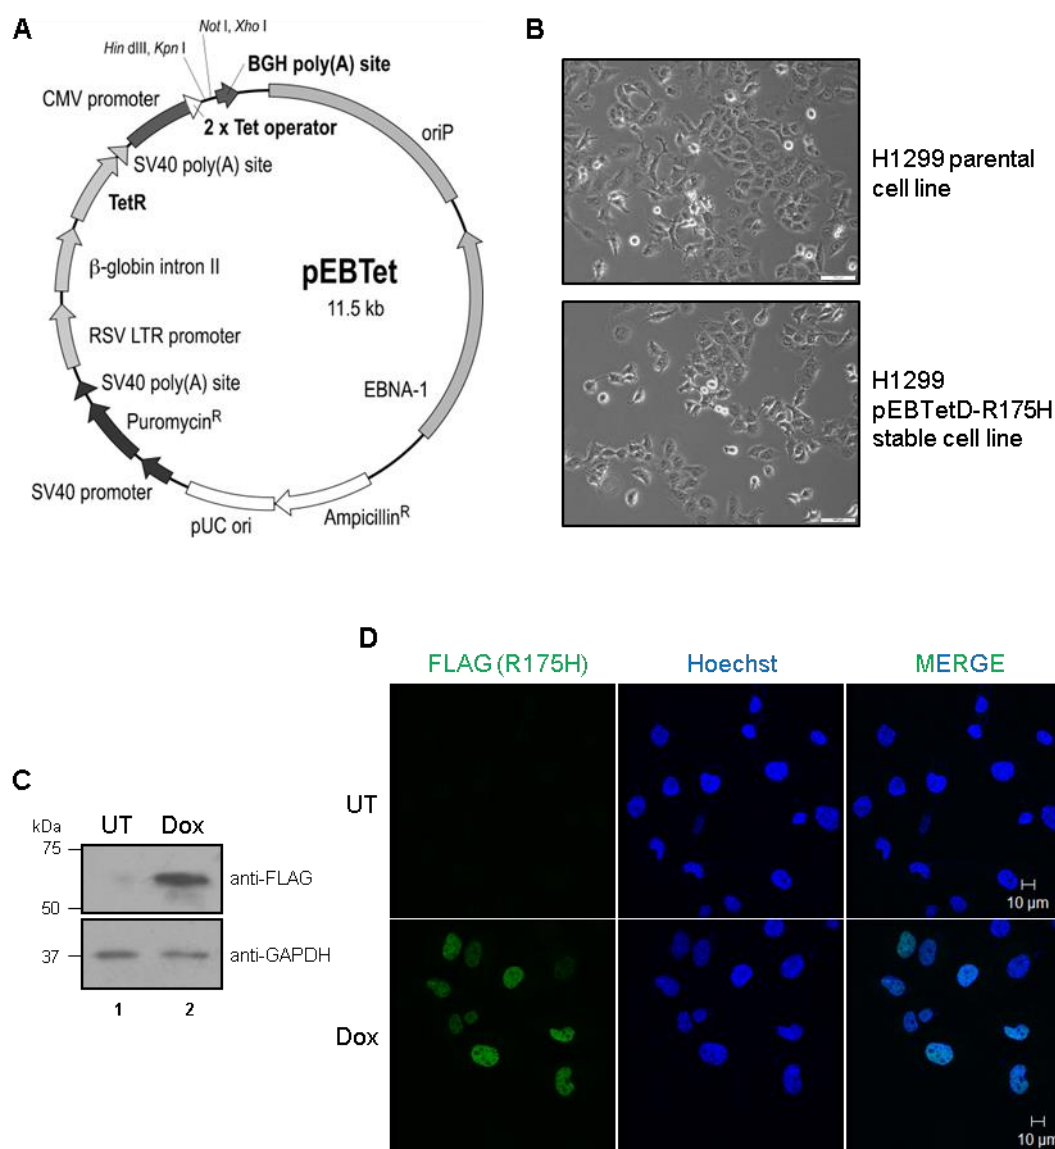 A
Not I, Xho I
Hin dIII, Kpn I
BGH poly(A) site
CMV promoter
2 x Tet operator
oriP
SV40 poly(A) site
TetR
β-globin intron II
pEBTet
11.5 kb
RSV LTR promoter
SV40 poly(A) site
EBNA-1
Puromycin^R
SV40 promoter
pUC ori
Ampicillin^R
B
H1299 parental
cell line
H1299
pEBTetD-R175H
stable cell line
C
kDa
UT Dox
75
anti-FLAG
50
37
anti-GAPDH
1 2
D
FLAG (R175H) Hoechst MERGE
UT
10 µm
Dox
10 µm